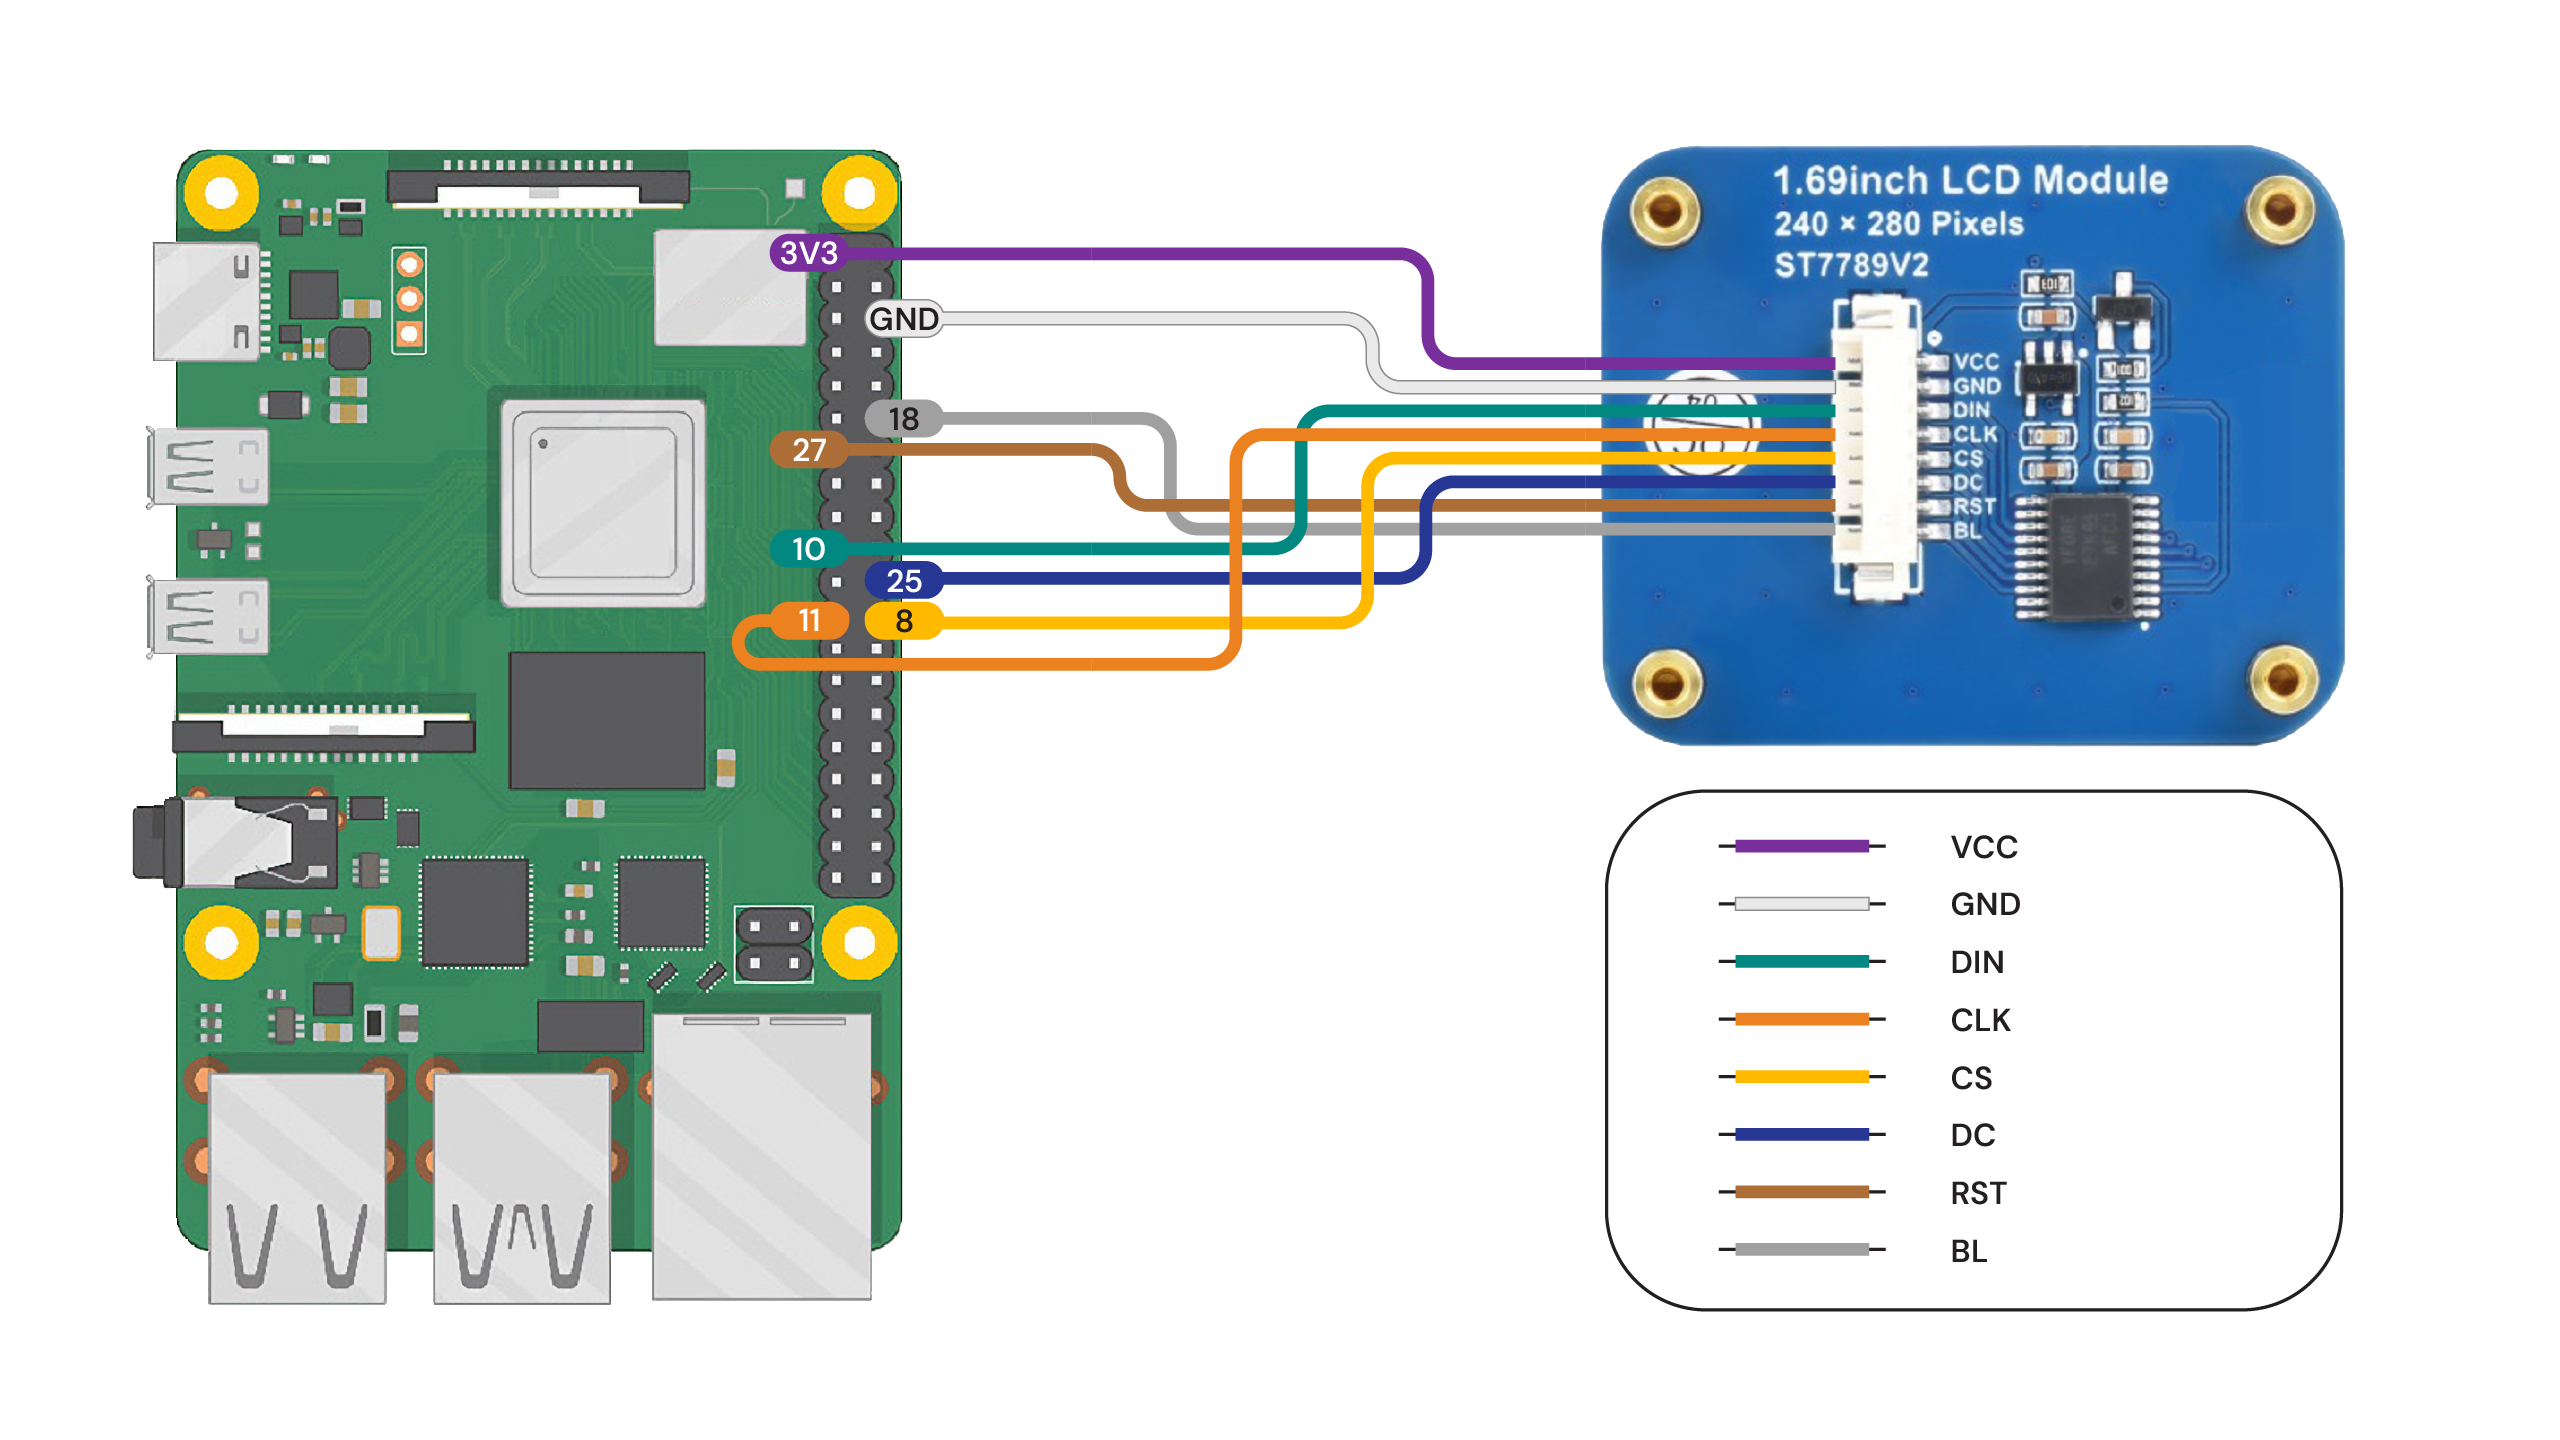 3V3
GND
18
27
10
25
11
8
1.69inch LCD Module
240 × 280 Pixels
ST7789V2
VCC
GND
DIN
CLK
CS
DC
RST
BL
VCC
GND
DIN
CLK
CS
DC
RST
BL